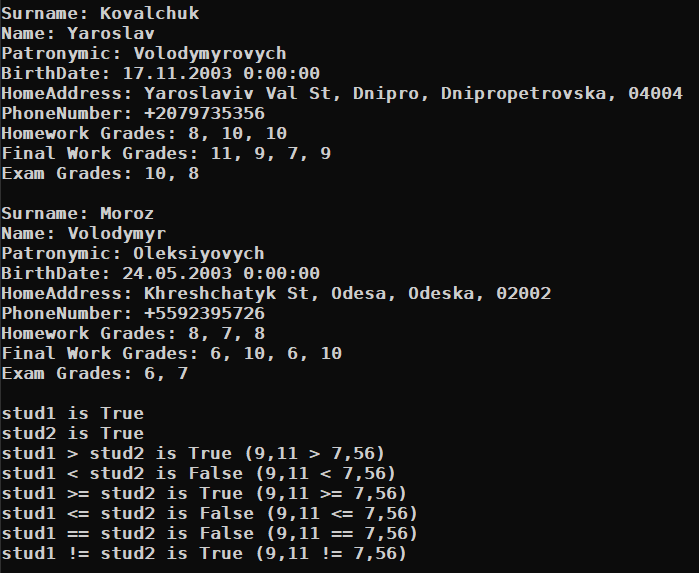 Surname: Kovalchuk
Name: Yaroslav
Patronymic: Volodymyrovych
BirthDate: 17.11.2003 0:00:00
HomeAddress: Yaroslaviv Val St, Dnipro, Dnipropetrovska, 04004
PhoneNumber: +2079735356
Homework Grades: 8, 10, 10
Final Work Grades: 11, 9, 7, 9
Exam Grades: 10, 8

Surname: Moroz
Name: Volodymyr
Patronymic: Oleksiyovych
BirthDate: 24.05.2003 0:00:00
HomeAddress: Khreshchatyk St, Odesa, Odeska, 02002
PhoneNumber: +5592395726
Homework Grades: 8, 7, 8
Final Work Grades: 6, 10, 6, 10
Exam Grades: 6, 7

stud1 is True
stud2 is True
stud1 > stud2 is True (9,11 > 7,56)
stud1 < stud2 is False (9,11 < 7,56)
stud1 >= stud2 is True (9,11 >= 7,56)
stud1 <= stud2 is False (9,11 <= 7,56)
stud1 == stud2 is False (9,11 == 7,56)
stud1 != stud2 is True (9,11 != 7,56)